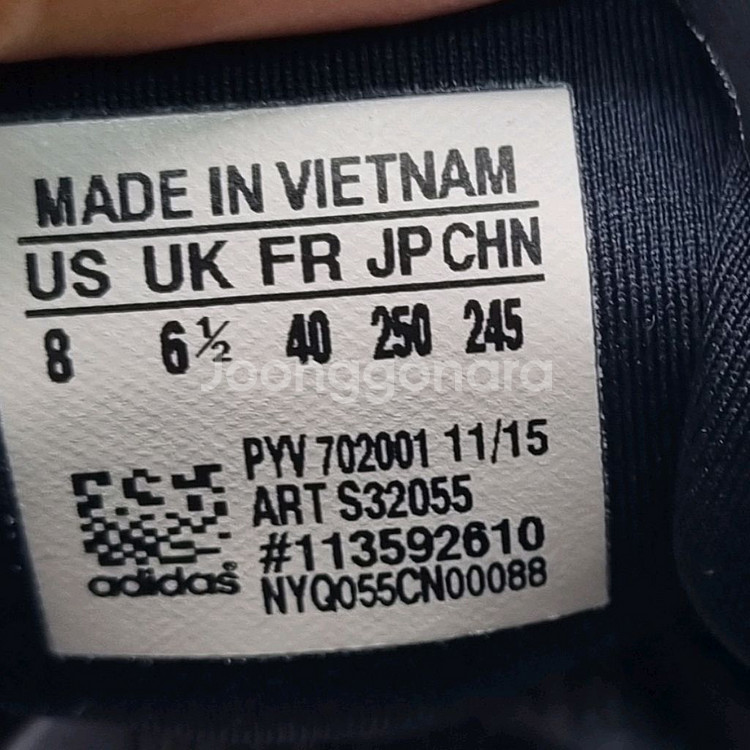 MADE IN VIETNAM
US UK FR JP CHN
8 6½ 40 250 245
Joonggonara
PYV 702001 11/15
ART S32055
#113592610
adidas® NYQ055CN00088